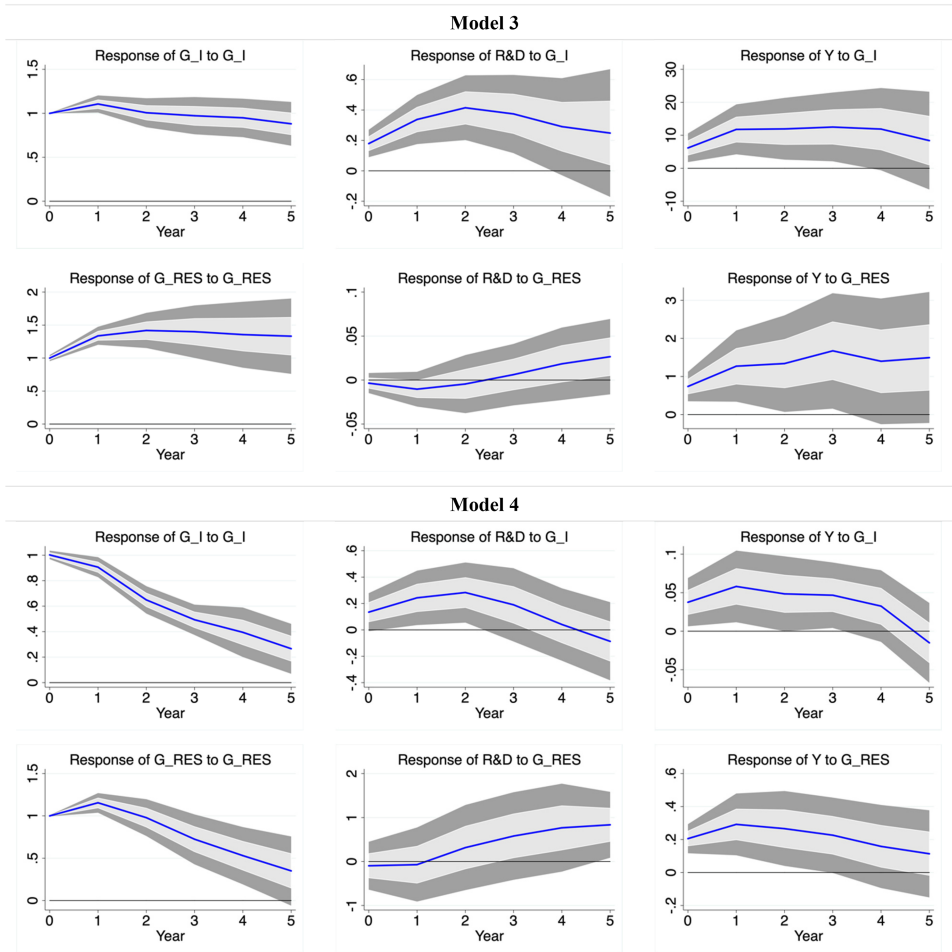 Model 3
Response of G_I to G_I
Response of R&D to G_I
Response of Y to G_I
1.5
1
.5
0
0 1 2 3 4 5
Year
.6
.4
.2
0
-.2
0 1 2 3 4 5
Year
30
20
10
0
-10
0 1 2 3 4 5
Year
Response of G_RES to G_RES
Response of R&D to G_RES
Response of Y to G_RES
2
1.5
1
.5
0
0 1 2 3 4 5
Year
.1
.05
0
-.05
0 1 2 3 4 5
Year
3
2
1
0
0 1 2 3 4 5
Year
Model 4
Response of G_I to G_I
Response of R&D to G_I
Response of Y to G_I
1
.8
.6
.4
.2
0
0 1 2 3 4 5
Year
.6
.4
.2
0
-.2
-.4
0 1 2 3 4 5
Year
.1
.05
0
-.05
0 1 2 3 4 5
Year
Response of G_RES to G_RES
Response of R&D to G_RES
Response of Y to G_RES
1.5
1
.5
0
0 1 2 3 4 5
Year
2
1
0
-1
0 1 2 3 4 5
Year
.6
.4
.2
0
-.2
0 1 2 3 4 5
Year